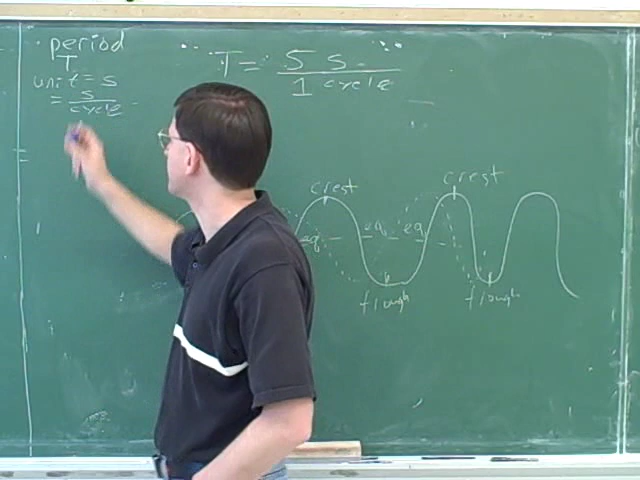 period
T
unit = s
= s/cycle
T = 5 s / 1 cycle
crest
crest
eq.
eq.
eq.
trough
trough
=